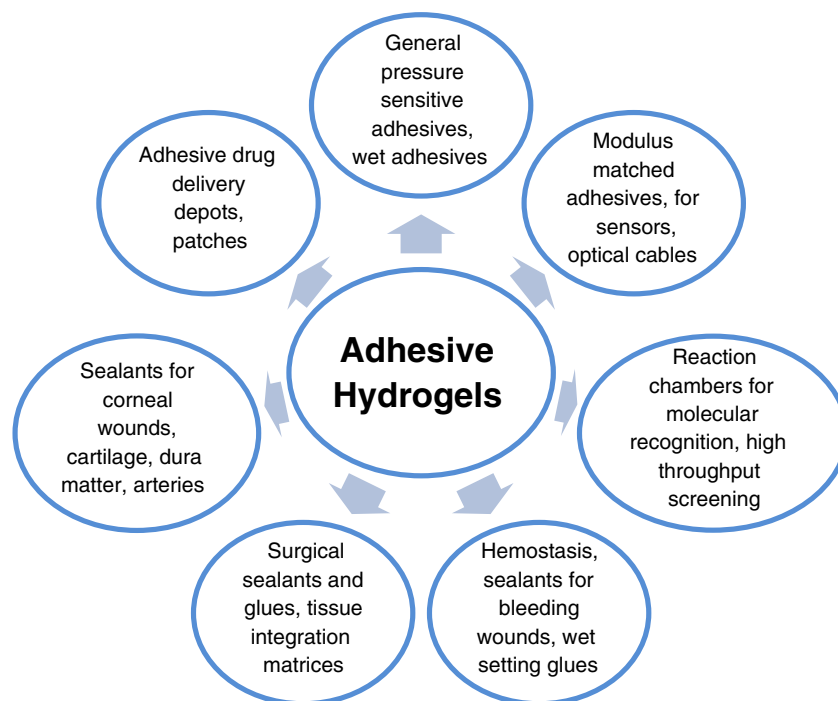 General
pressure
sensitive
adhesives,
wet adhesives
Modulus
matched
adhesives, for
sensors,
optical cables
Reaction
chambers for
molecular
recognition, high
throughput
screening
Hemostasis,
sealants for
bleeding
wounds, wet
setting glues
Surgical
sealants and
glues, tissue
integration
matrices
Sealants for
corneal
wounds,
cartilage, dura
matter, arteries
Adhesive drug
delivery
depots,
patches
Adhesive
Hydrogels